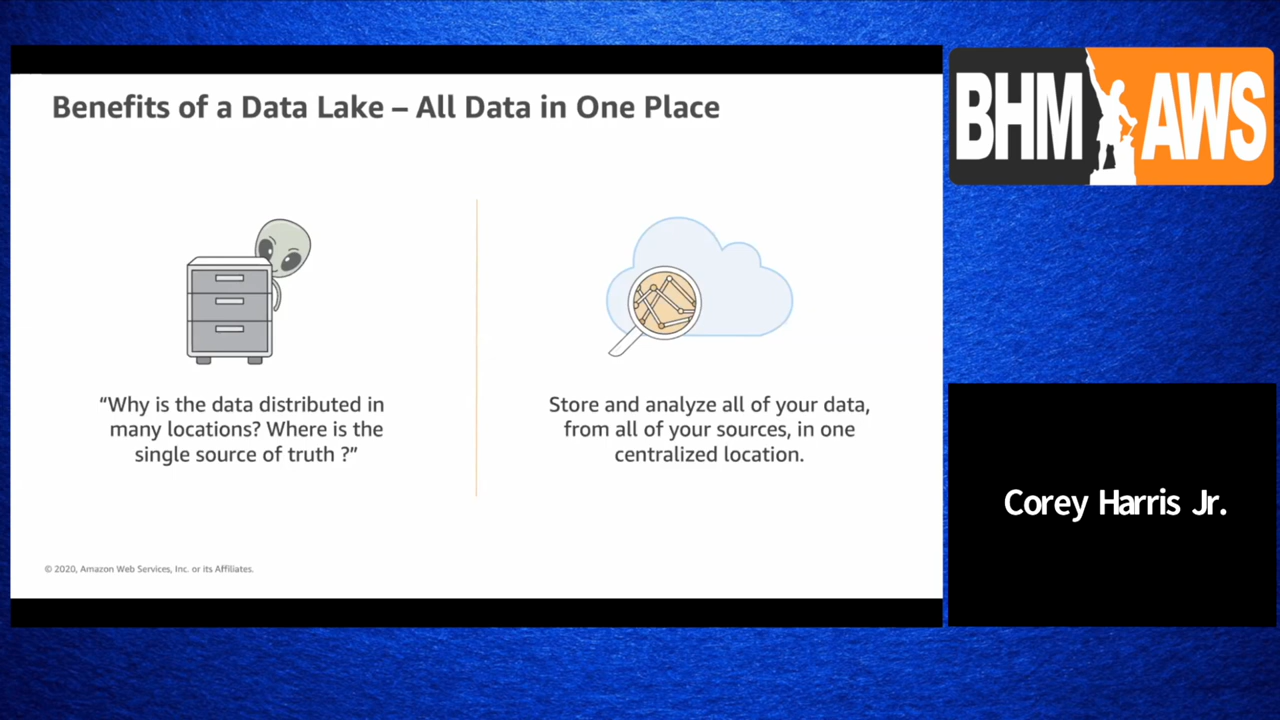 Benefits of a Data Lake – All Data in One Place
“Why is the data distributed in
many locations? Where is the
single source of truth ?”
Store and analyze all of your data,
from all of your sources, in one
centralized location.
© 2020, Amazon Web Services, Inc. or its Affiliates.
BHM AWS
Corey Harris Jr.